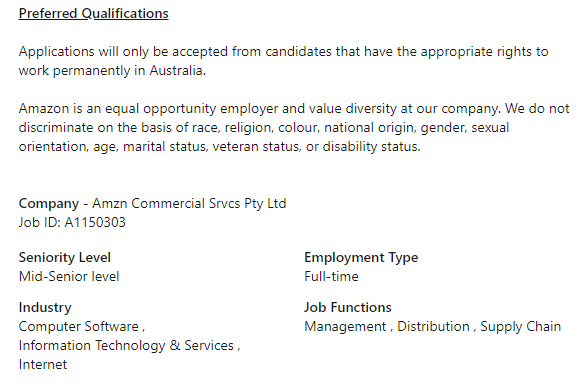 Preferred Qualifications
Applications will only be accepted from candidates that have the appropriate rights to
work permanently in Australia.
Amazon is an equal opportunity employer and value diversity at our company. We do not
discriminate on the basis of race, religion, colour, national origin, gender, sexual
orientation, age, marital status, veteran status, or disability status.
Company - Amzn Commercial Srvcs Pty Ltd
Job ID: A1150303
Seniority Level
Mid-Senior level
Employment Type
Full-time
Industry
Computer Software ,
Information Technology & Services ,
Internet
Job Functions
Management , Distribution , Supply Chain